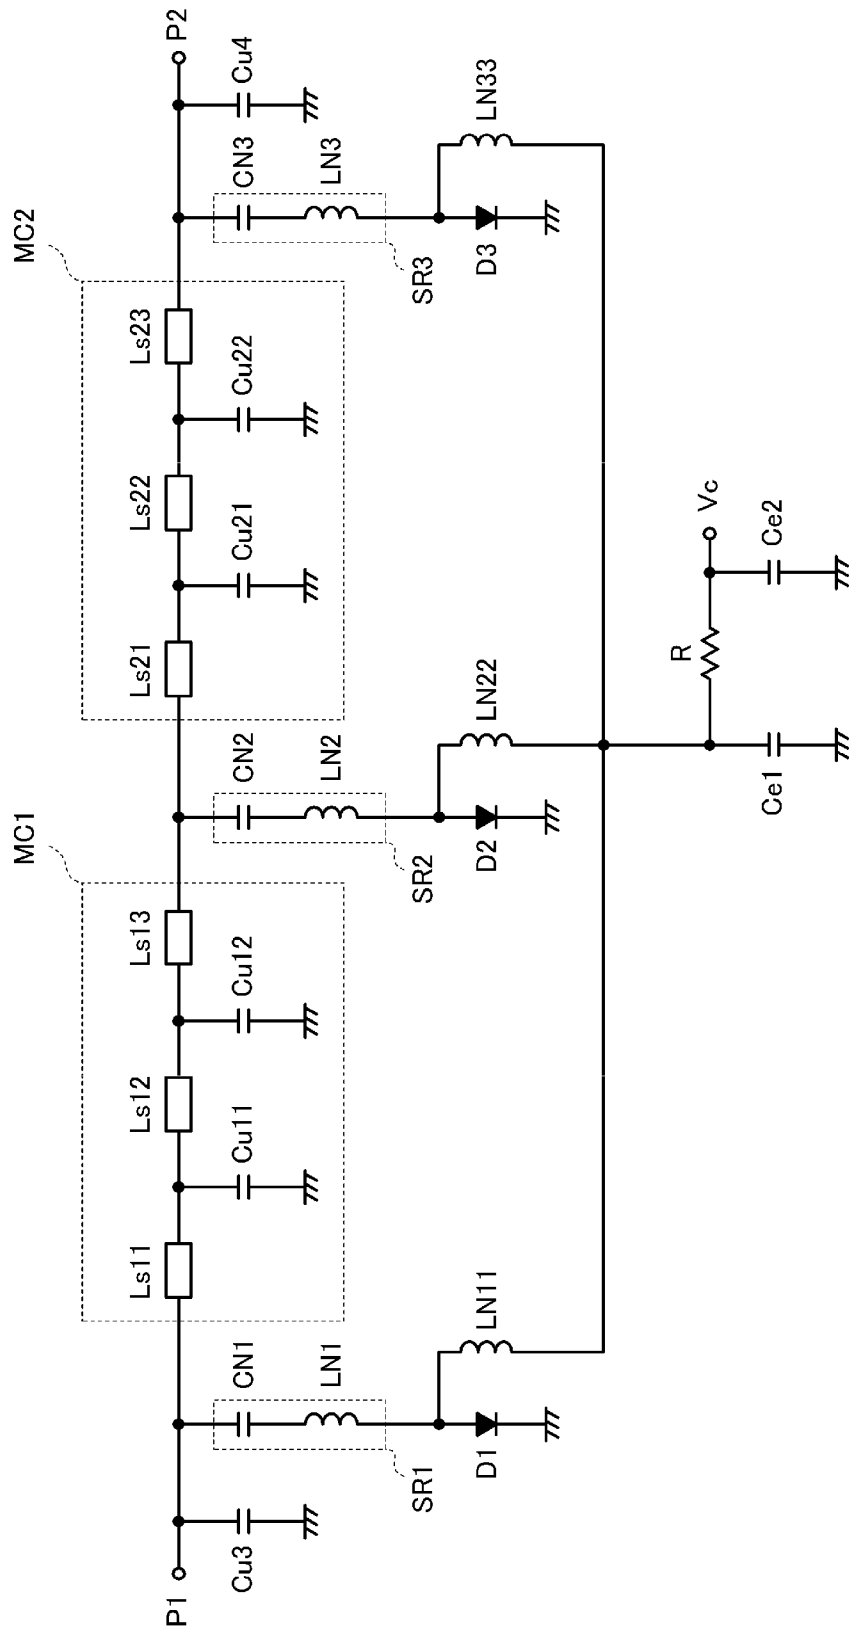 MC1
MC2
Ls11
Ls12
Ls13
Ls21
Ls22
Ls23
P1
P2
Cu3
CN1
Cu11
Cu12
CN2
Cu21
Cu22
CN3
Cu4
LN1
LN2
LN3
SR1
SR2
SR3
D1
LN11
D2
LN22
D3
LN33
R
Vc
Ce1
Ce2